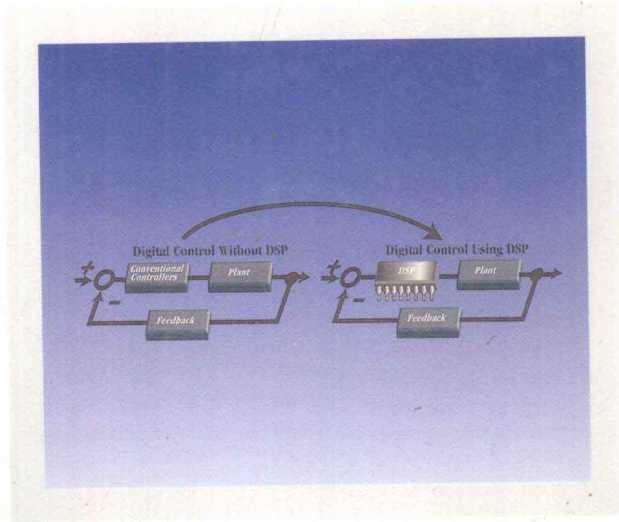 Digital Control Without DSP
+
Conventional
Controllers
Plant
−
Feedback
Digital Control Using DSP
+
DSP
Plant
−
Feedback